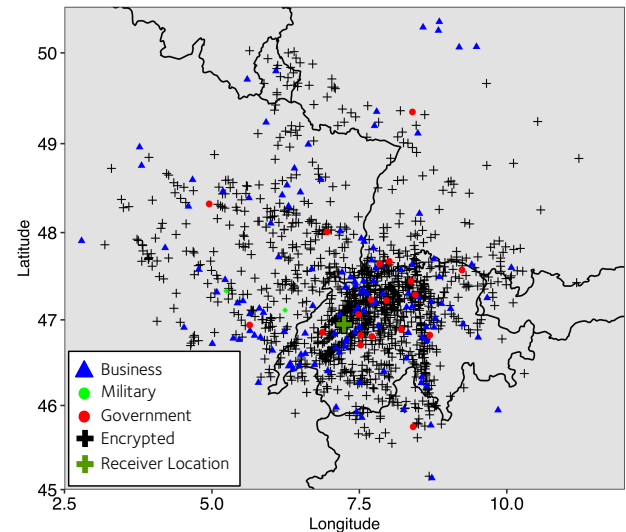 50
49
48
47
46
45
Latitude
Business
Military
Government
Encrypted
Receiver Location
2.5 5.0 7.5 10.0
Longitude